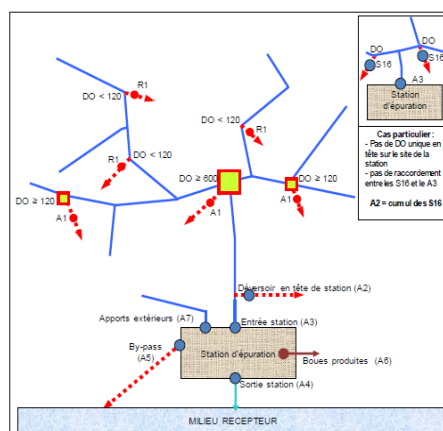 DO
S16
DO
S16
A3
Station
d'épuration
Cas particulier :
- Pas de DO unique en
tête sur le site de la
station
- pas de raccordement
entre les S16 et le A3
A2 = cumul des S16
DO < 120
R1
DO < 120
R1
R1
DO < 120
DO ≥ 600
DO ≥ 120
DO ≥ 120
A1
A1
A1
Déversoir en tête de station (A2)
Apports extérieurs (A7)
Entrée station (A3)
By-pass
(A5)
Station d'épuration
Boues produites (A6)
Sortie station (A4)
MILIEU RECEPTEUR